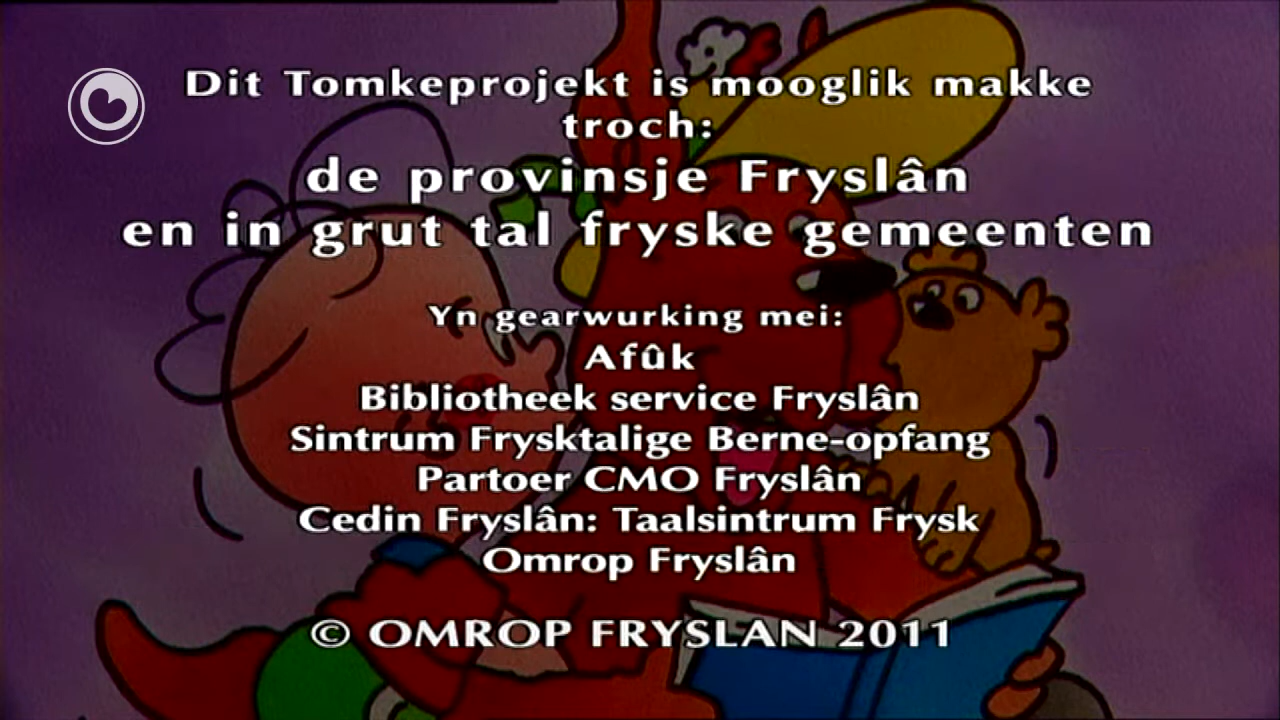 Dit Tomkeprojekt is mooglik makke
troch:
de provinsje Fryslân
en in grut tal fryske gemeenten
Yn gearwurking mei:
Afûk
Bibliotheek service Fryslân
Sintrum Frysktalige Berne-opfang
Partoer CMO Fryslân
Cedin Fryslân: Taalsintrum Frysk
Omrop Fryslân
© OMROP FRYSLAN 2011